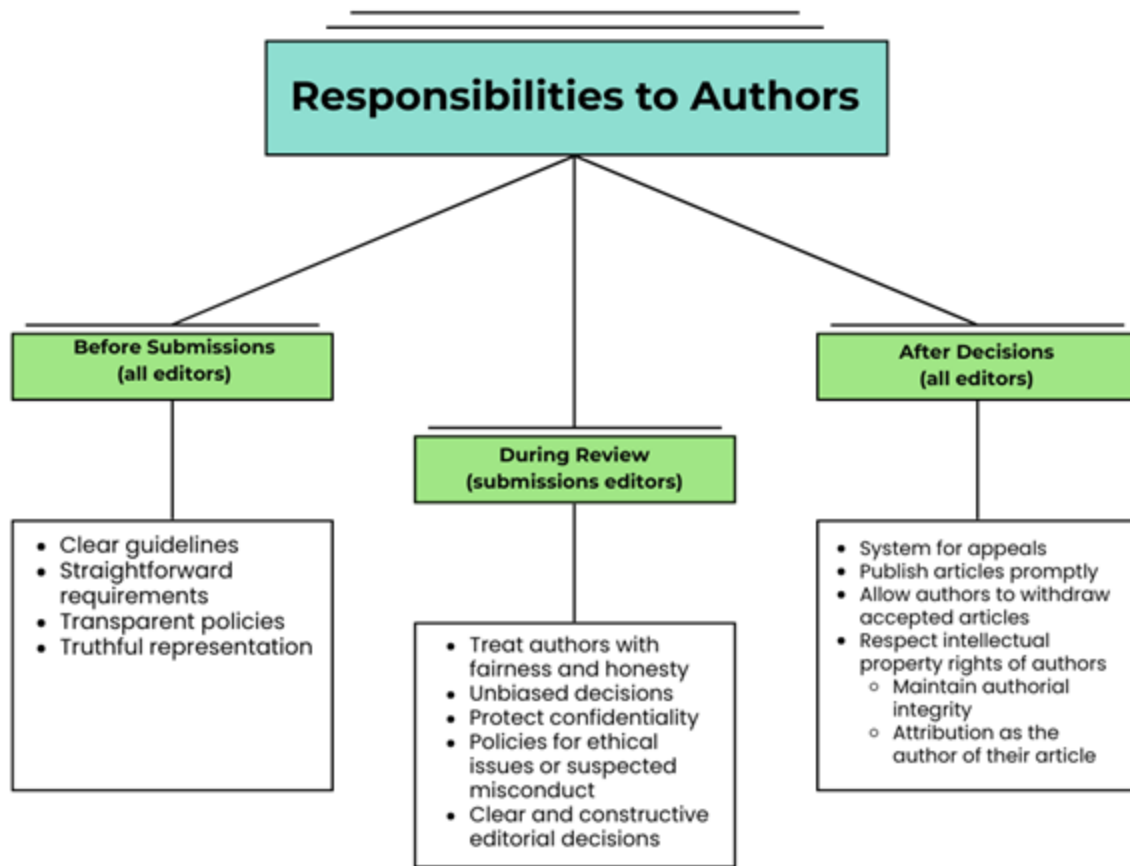 Responsibilities to Authors
Before Submissions
(all editors)
• Clear guidelines
• Straightforward
requirements
• Transparent policies
• Truthful representation
During Review
(submissions editors)
• Treat authors with
fairness and honesty
• Unbiased decisions
• Protect confidentiality
• Policies for ethical
issues or suspected
misconduct
• Clear and constructive
editorial decisions
After Decisions
(all editors)
• System for appeals
• Publish articles promptly
• Allow authors to withdraw
accepted articles
• Respect intellectual
property rights of authors
○ Maintain authorial
integrity
○ Attribution as the
author of their article